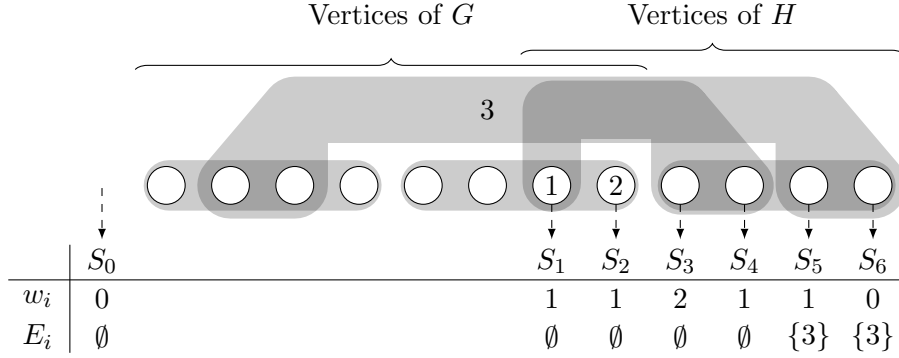 Vertices of G Vertices of H
3
1 2
S₀ S₁ S₂ S₃ S₄ S₅ S₆
wᵢ 0 1 1 2 1 1 0
Eᵢ ∅ ∅ ∅ ∅ ∅ {3} {3}